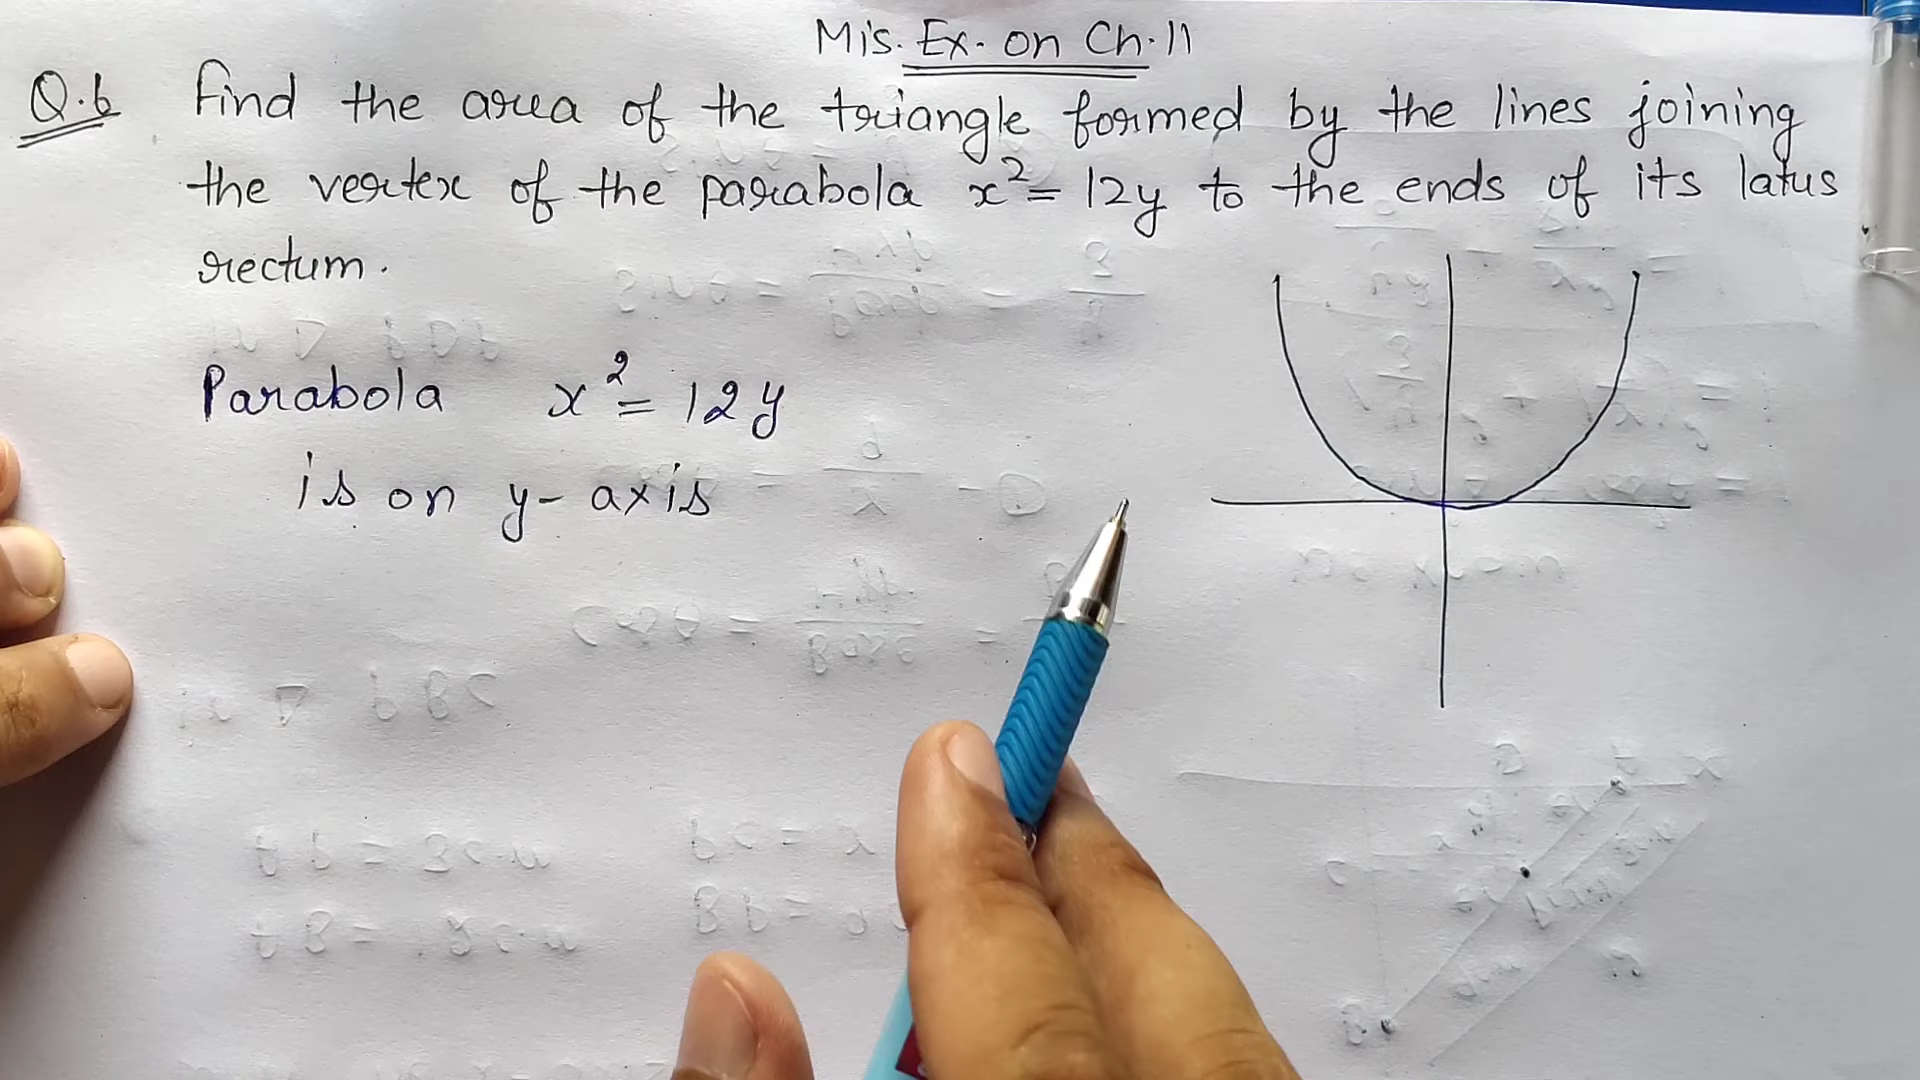 Mis. Ex. on Ch. 11
Q.6 Find the area of the triangle formed by the lines joining
the vertex of the parabola x² = 12y to the ends of its latus
rectum.
Parabola x² = 12y
is on y-axis